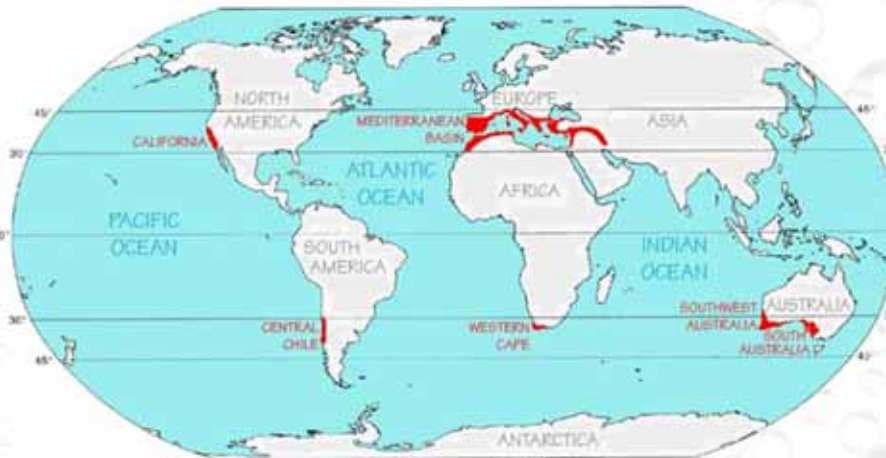 NORTH
AMERICA
EUROPE
ASIA
45°
45°
MEDITERRANEAN
BASIN
CALIFORNIA
30°
30°
ATLANTIC
OCEAN
AFRICA
PACIFIC
OCEAN
0°
SOUTH
AMERICA
INDIAN
OCEAN
SOUTHWEST
AUSTRALIA
AUSTRALIA
30°
30°
CENTRAL
CHILE
WESTERN
CAPE
SOUTH
AUSTRALIA
45°
ANTARCTICA